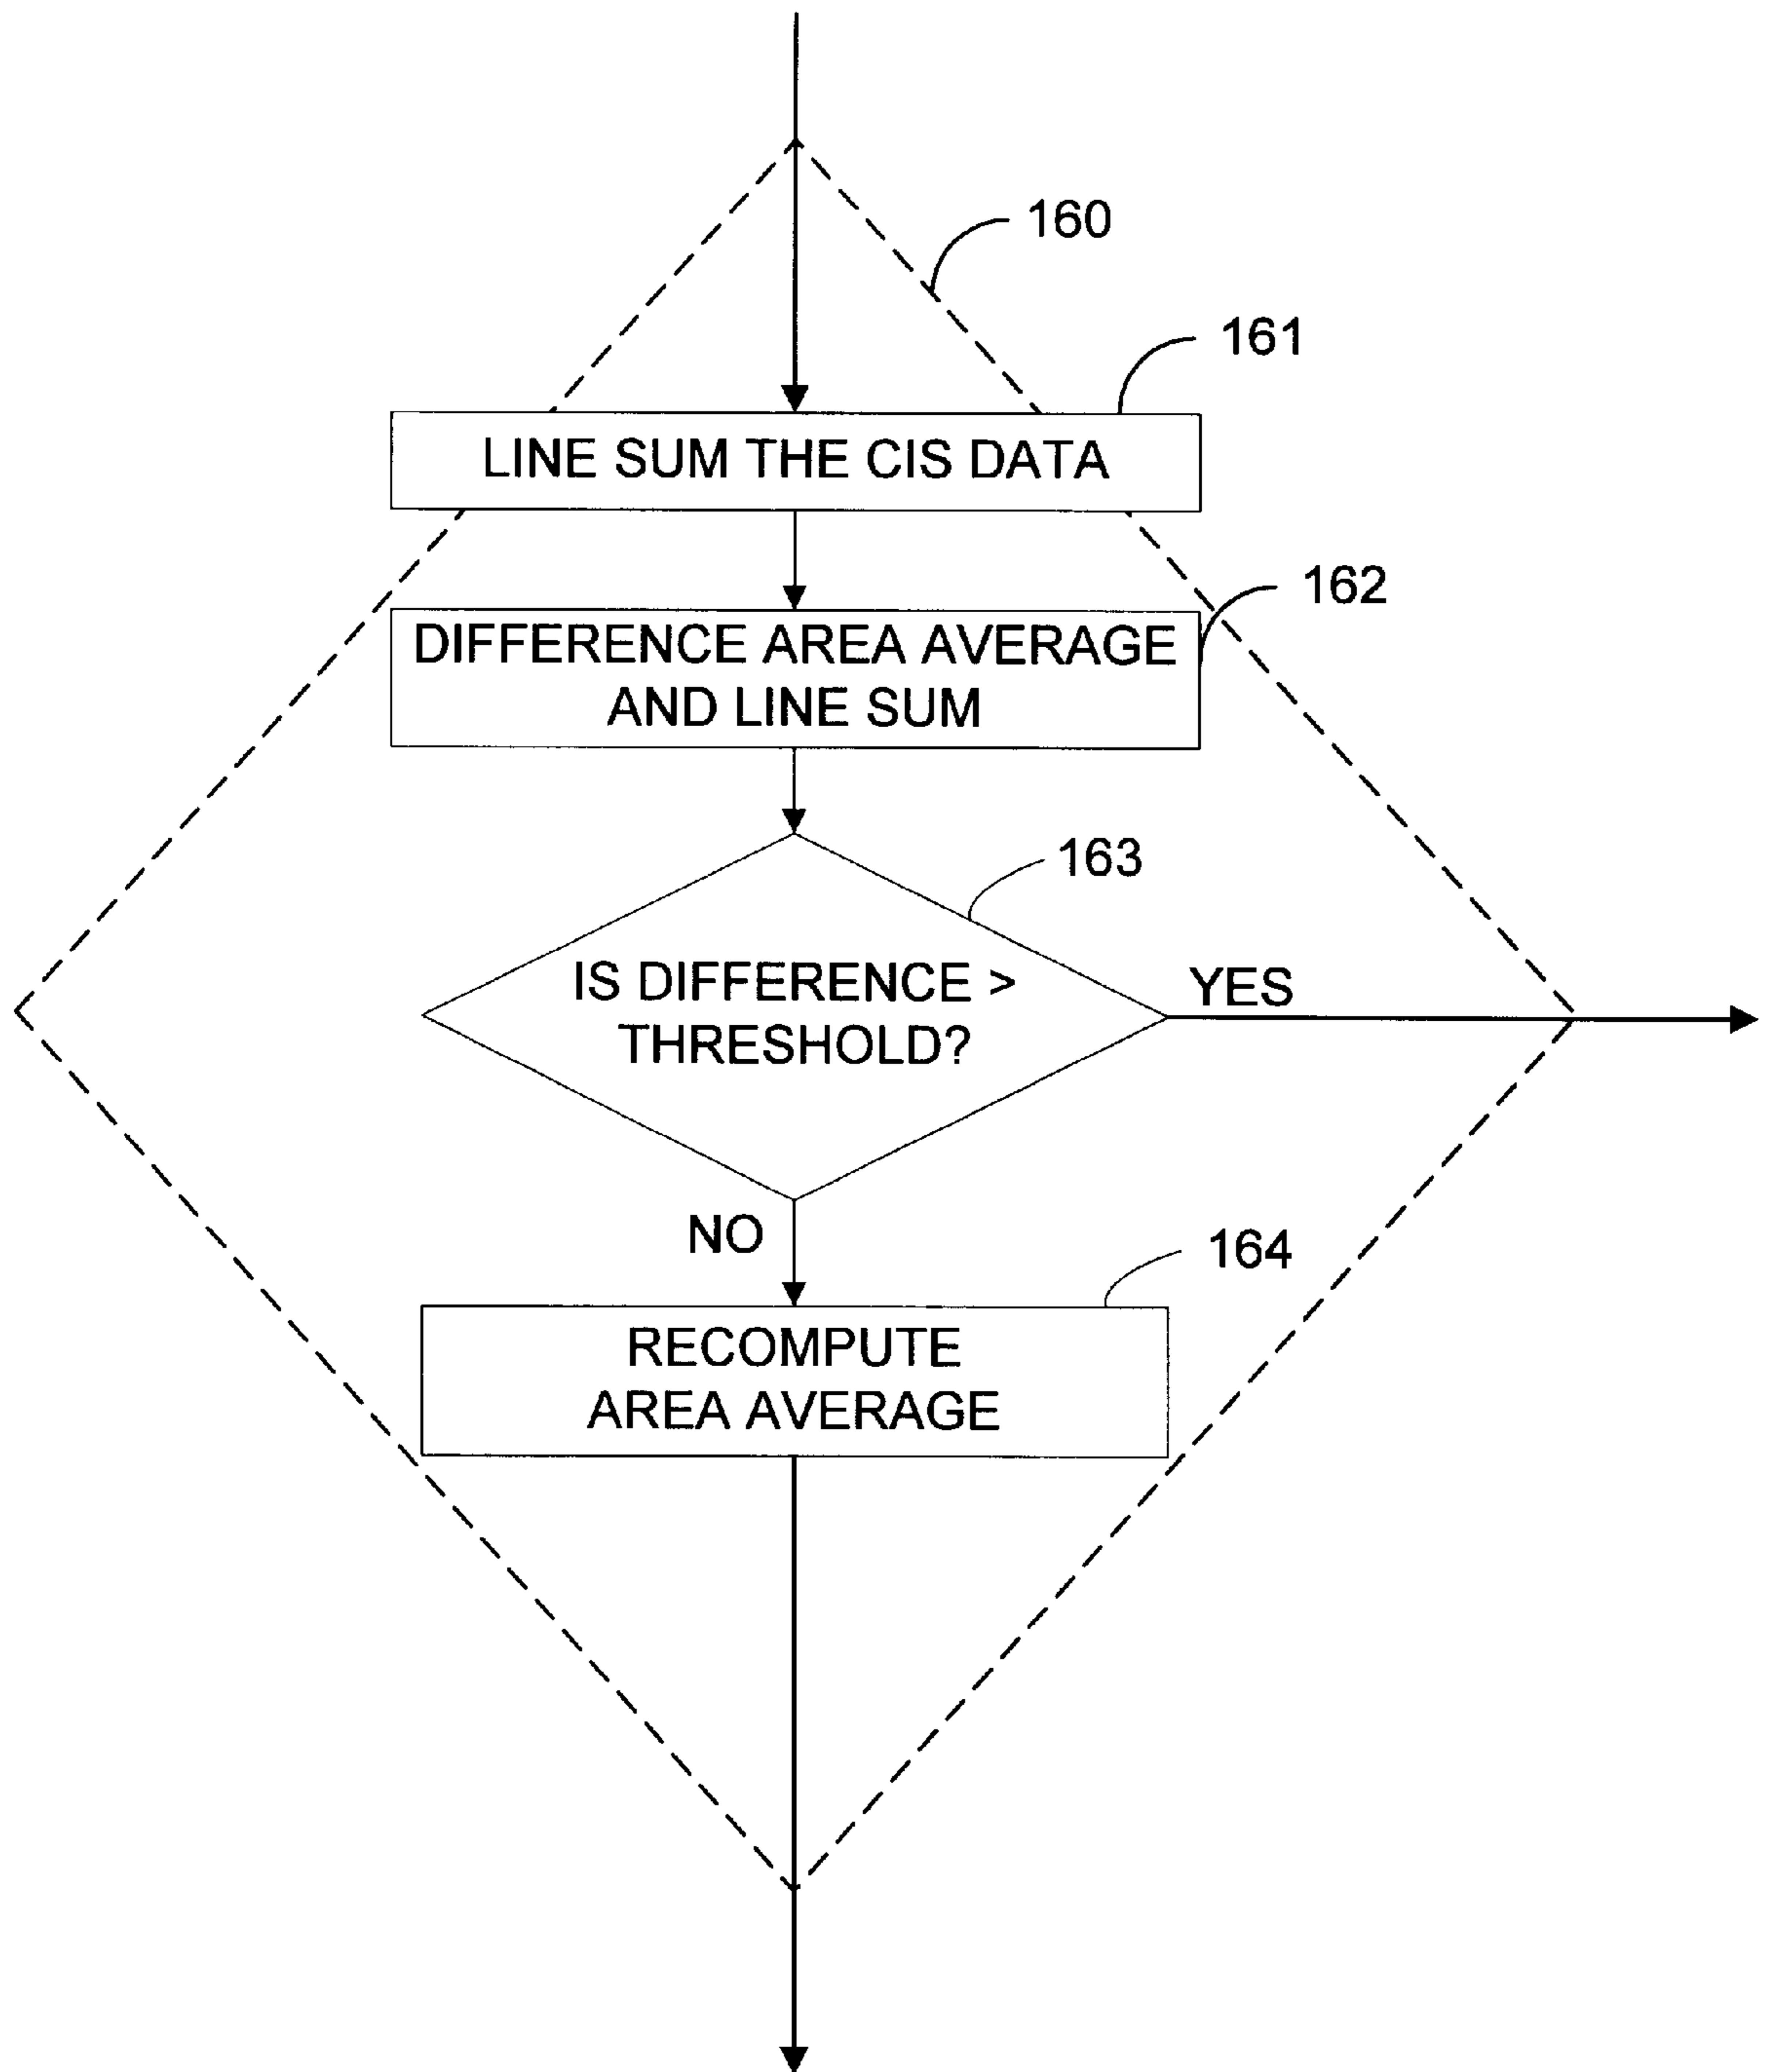 160
161
LINE SUM THE CIS DATA
162
DIFFERENCE AREA AVERAGE
AND LINE SUM
163
IS DIFFERENCE >
THRESHOLD?
YES
NO
164
RECOMPUTE
AREA AVERAGE